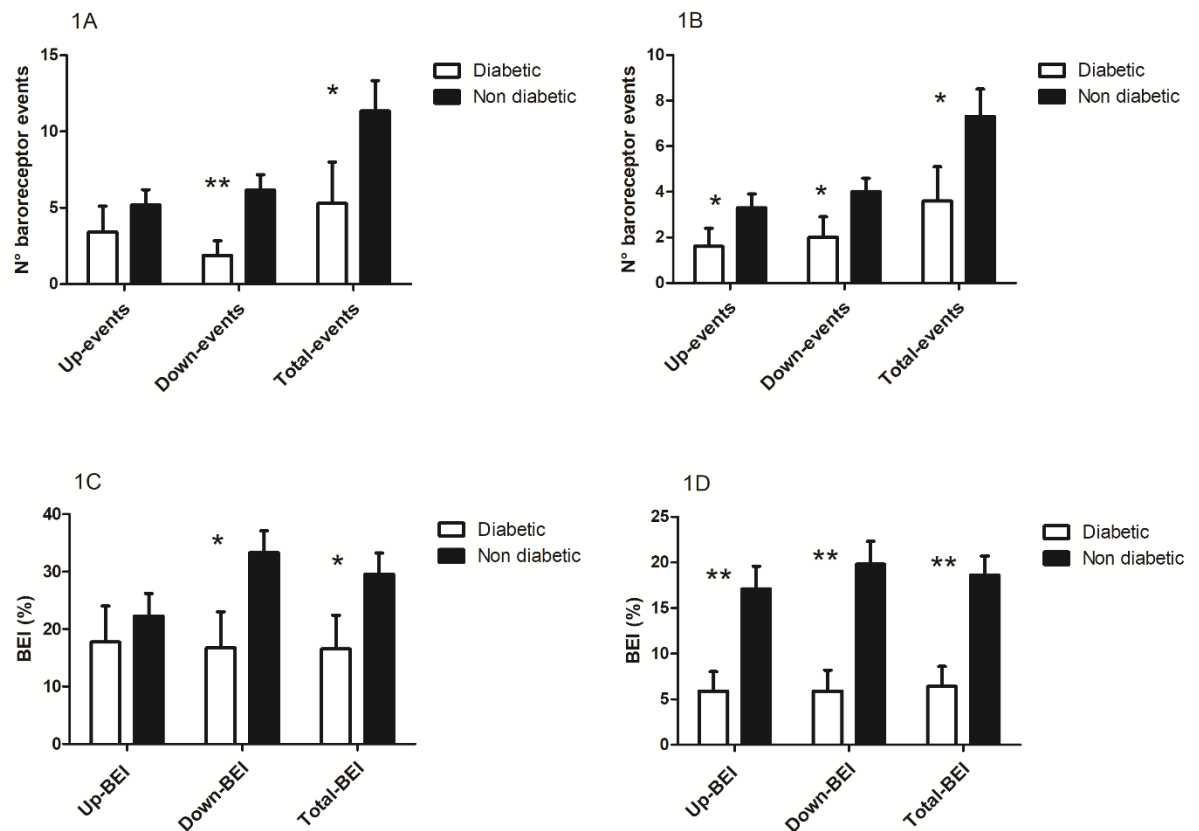 1A
15
10
5
0
N° baroreceptor events
*
**
Up-events
Down-events
Total-events
Diabetic
Non diabetic
1B
10
8
6
4
2
0
N° baroreceptor events
*
*
*
Up-events
Down-events
Total-events
Diabetic
Non diabetic
1C
40
30
20
10
0
BEI (%)
*
*
Up-BEI
Down-BEI
Total-BEI
Diabetic
Non diabetic
1D
25
20
15
10
5
0
BEI (%)
**
**
**
Up-BEI
Down-BEI
Total-BEI
Diabetic
Non diabetic